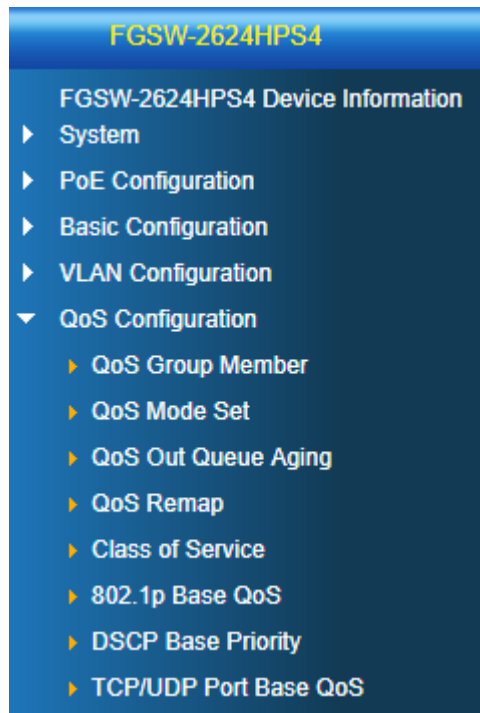 FGSW-2624HPS4
FGSW-2624HPS4 Device Information
System
PoE Configuration
Basic Configuration
VLAN Configuration
QoS Configuration
QoS Group Member
QoS Mode Set
QoS Out Queue Aging
QoS Remap
Class of Service
802.1p Base QoS
DSCP Base Priority
TCP/UDP Port Base QoS